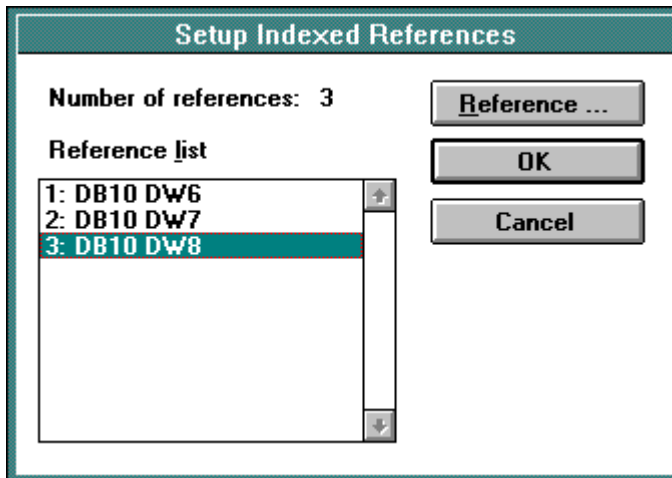 Setup Indexed References
Number of references: 3
Reference ...
Reference list
OK
1: DB10 DW6
2: DB10 DW7
Cancel
3: DB10 DW8